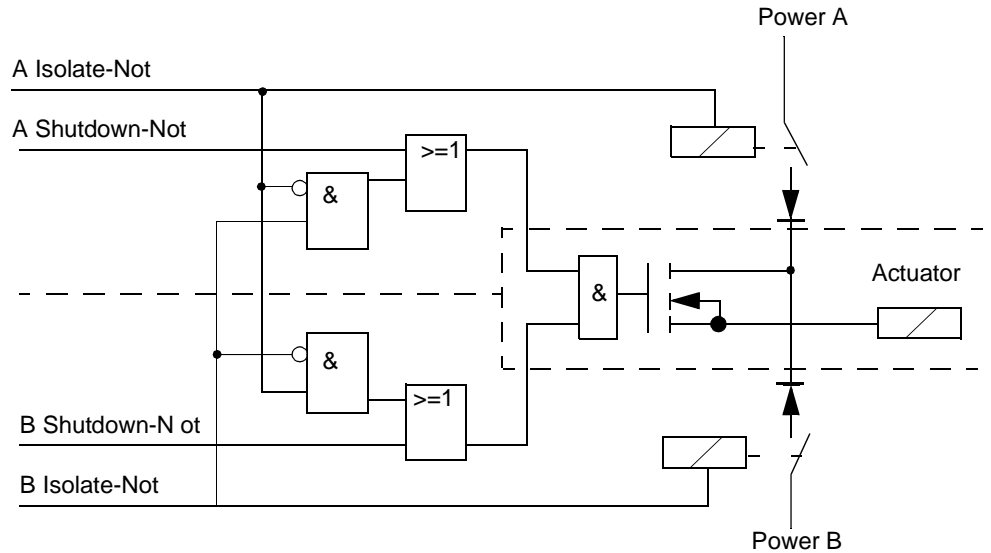 Power A
A Isolate-Not
A Shutdown-Not
>=1
&
&
Actuator
&
>=1
B Shutdown-N ot
B Isolate-Not
Power B